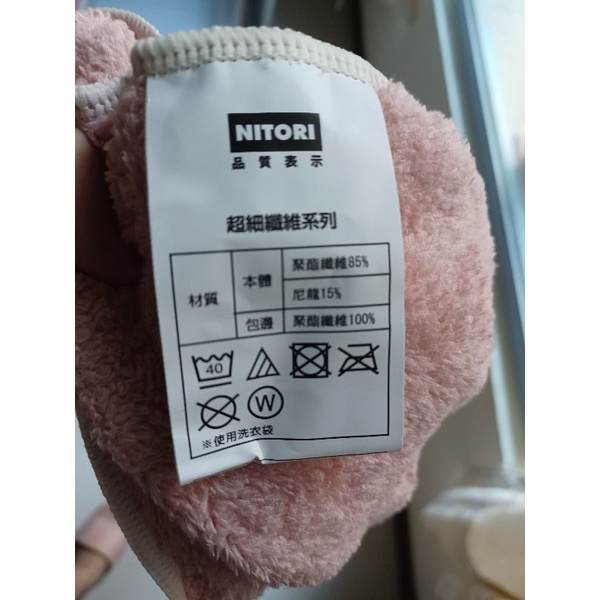 NITORI
品質表示
超細纖維系列
材質 本體 聚酯纖維85%
尼龍15%
包邊 聚酯纖維100%
40
W
※使用洗衣袋